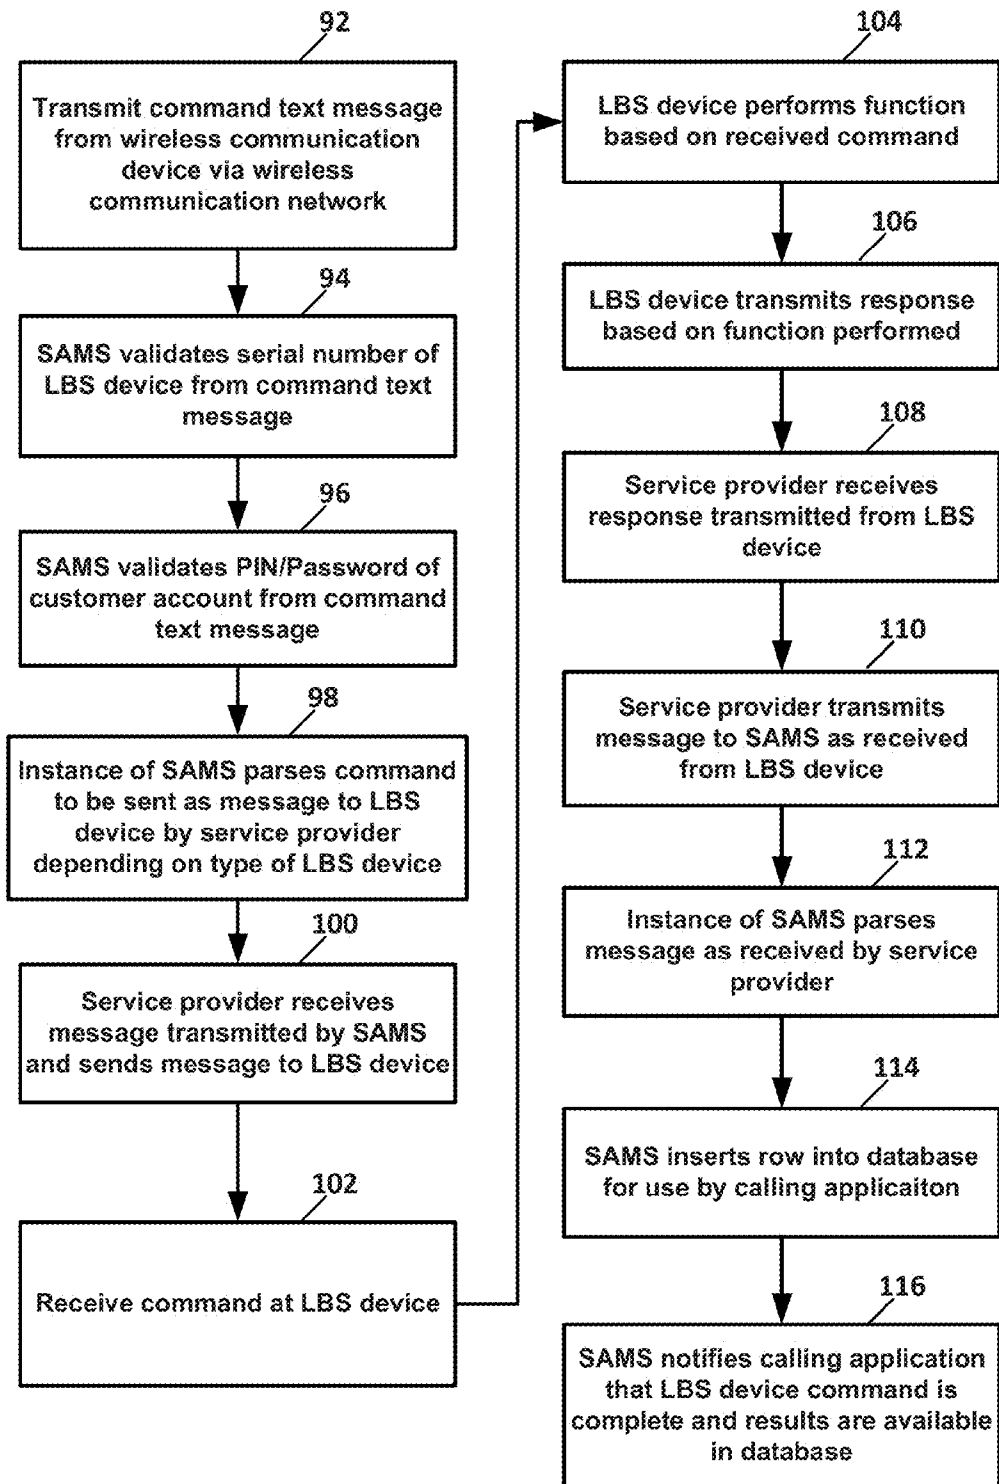 92
Transmit command text message
from wireless communication
device via wireless
communication network
94
SAMS validates serial number of
LBS device from command text
message
96
SAMS validates PIN/Password of
customer account from command
text message
98
Instance of SAMS parses command
to be sent as message to LBS
device by service provider
depending on type of LBS device
100
Service provider receives
message transmitted by SAMS
and sends message to LBS device
102
Receive command at LBS device
104
LBS device performs function
based on received command
106
LBS device transmits response
based on function performed
108
Service provider receives
response transmitted from LBS
device
110
Service provider transmits
message to SAMS as received
from LBS device
112
Instance of SAMS parses
message as received by service
provider
114
SAMS inserts row into database
for use by calling applicaiton
116
SAMS notifies calling application
that LBS device command is
complete and results are available
in database